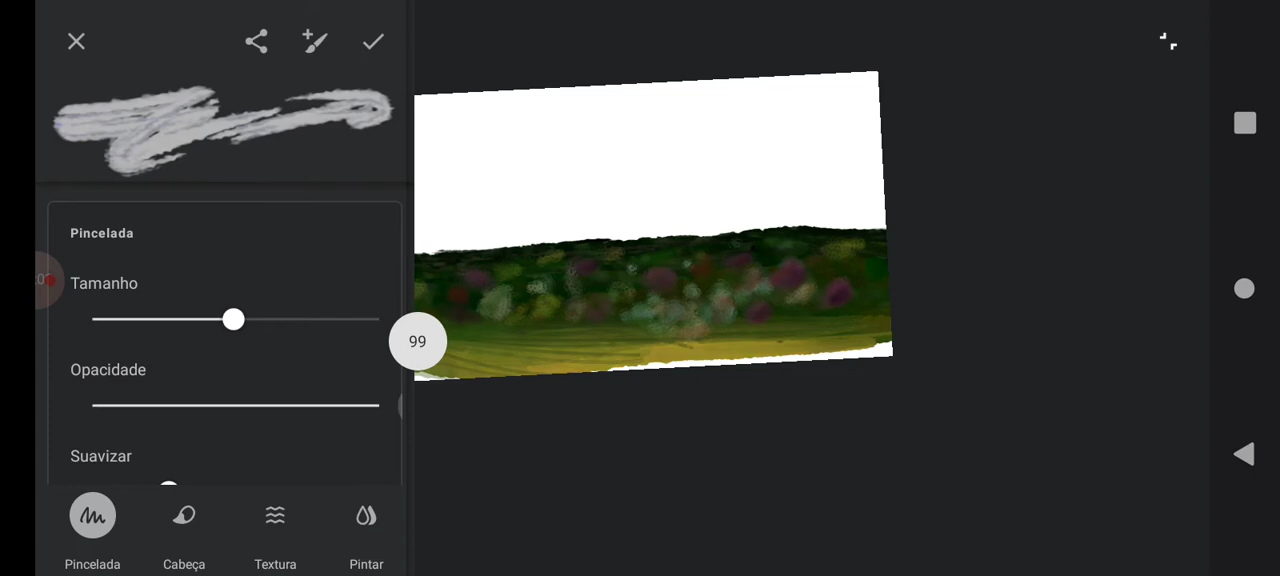 Pincelada
Tamanho
99
Opacidade
Suavizar
Pincelada
Cabeça
Textura
Pintar